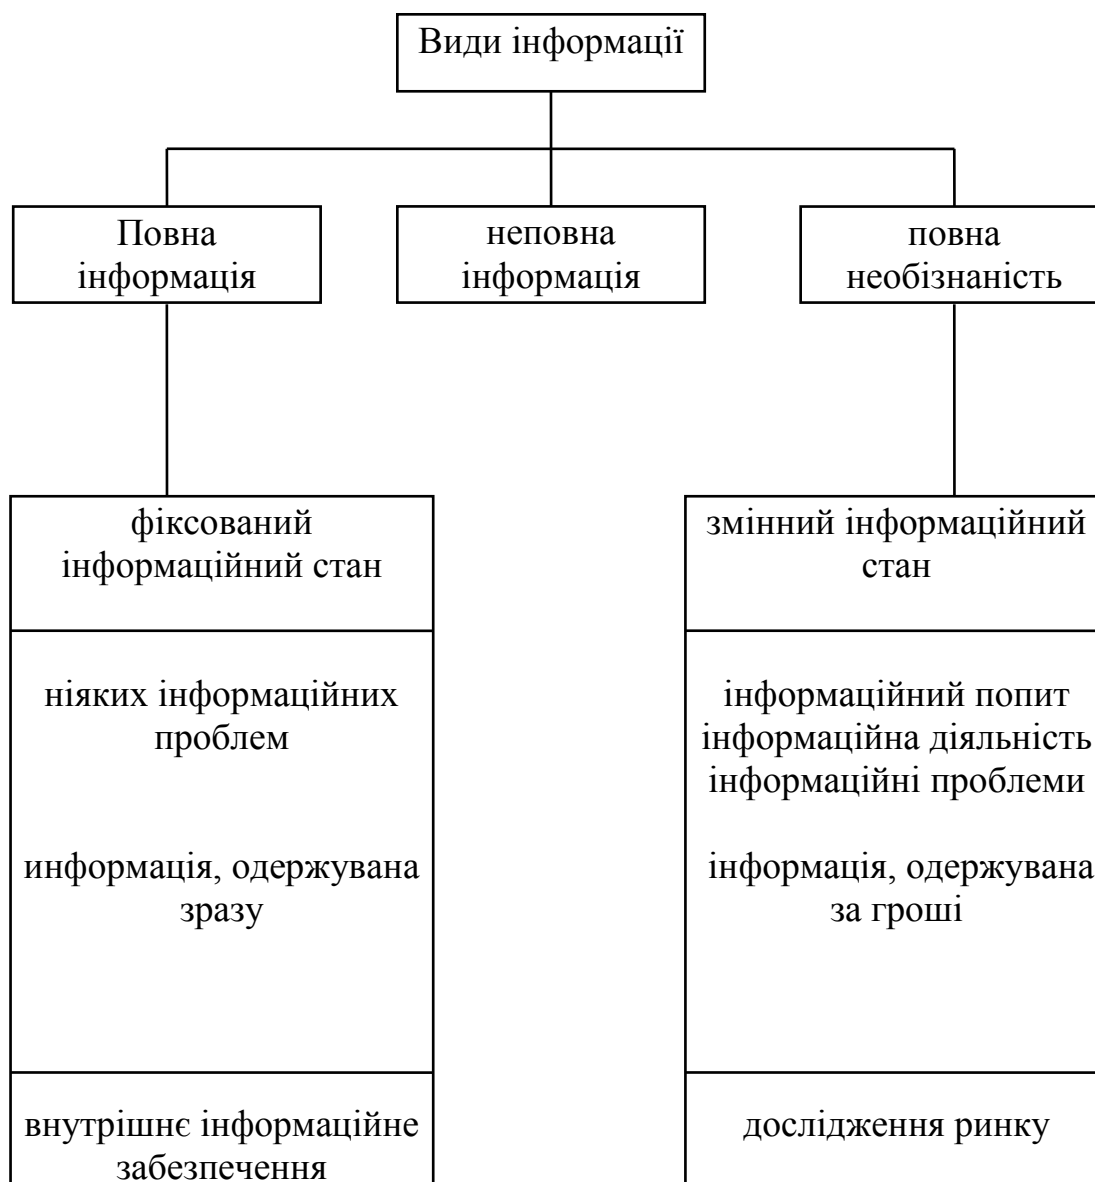 Види інформації
Повна
інформація
неповна
інформація
повна
необізнаність
фіксований
інформаційний стан
ніяких інформаційних
проблем
информація, одержувана
зразу
внутрішнє інформаційне
забезпечення
змінний інформаційний
стан
інформаційний попит
інформаційна діяльність
інформаційні проблеми
інформація, одержувана
за гроші
дослідження ринку